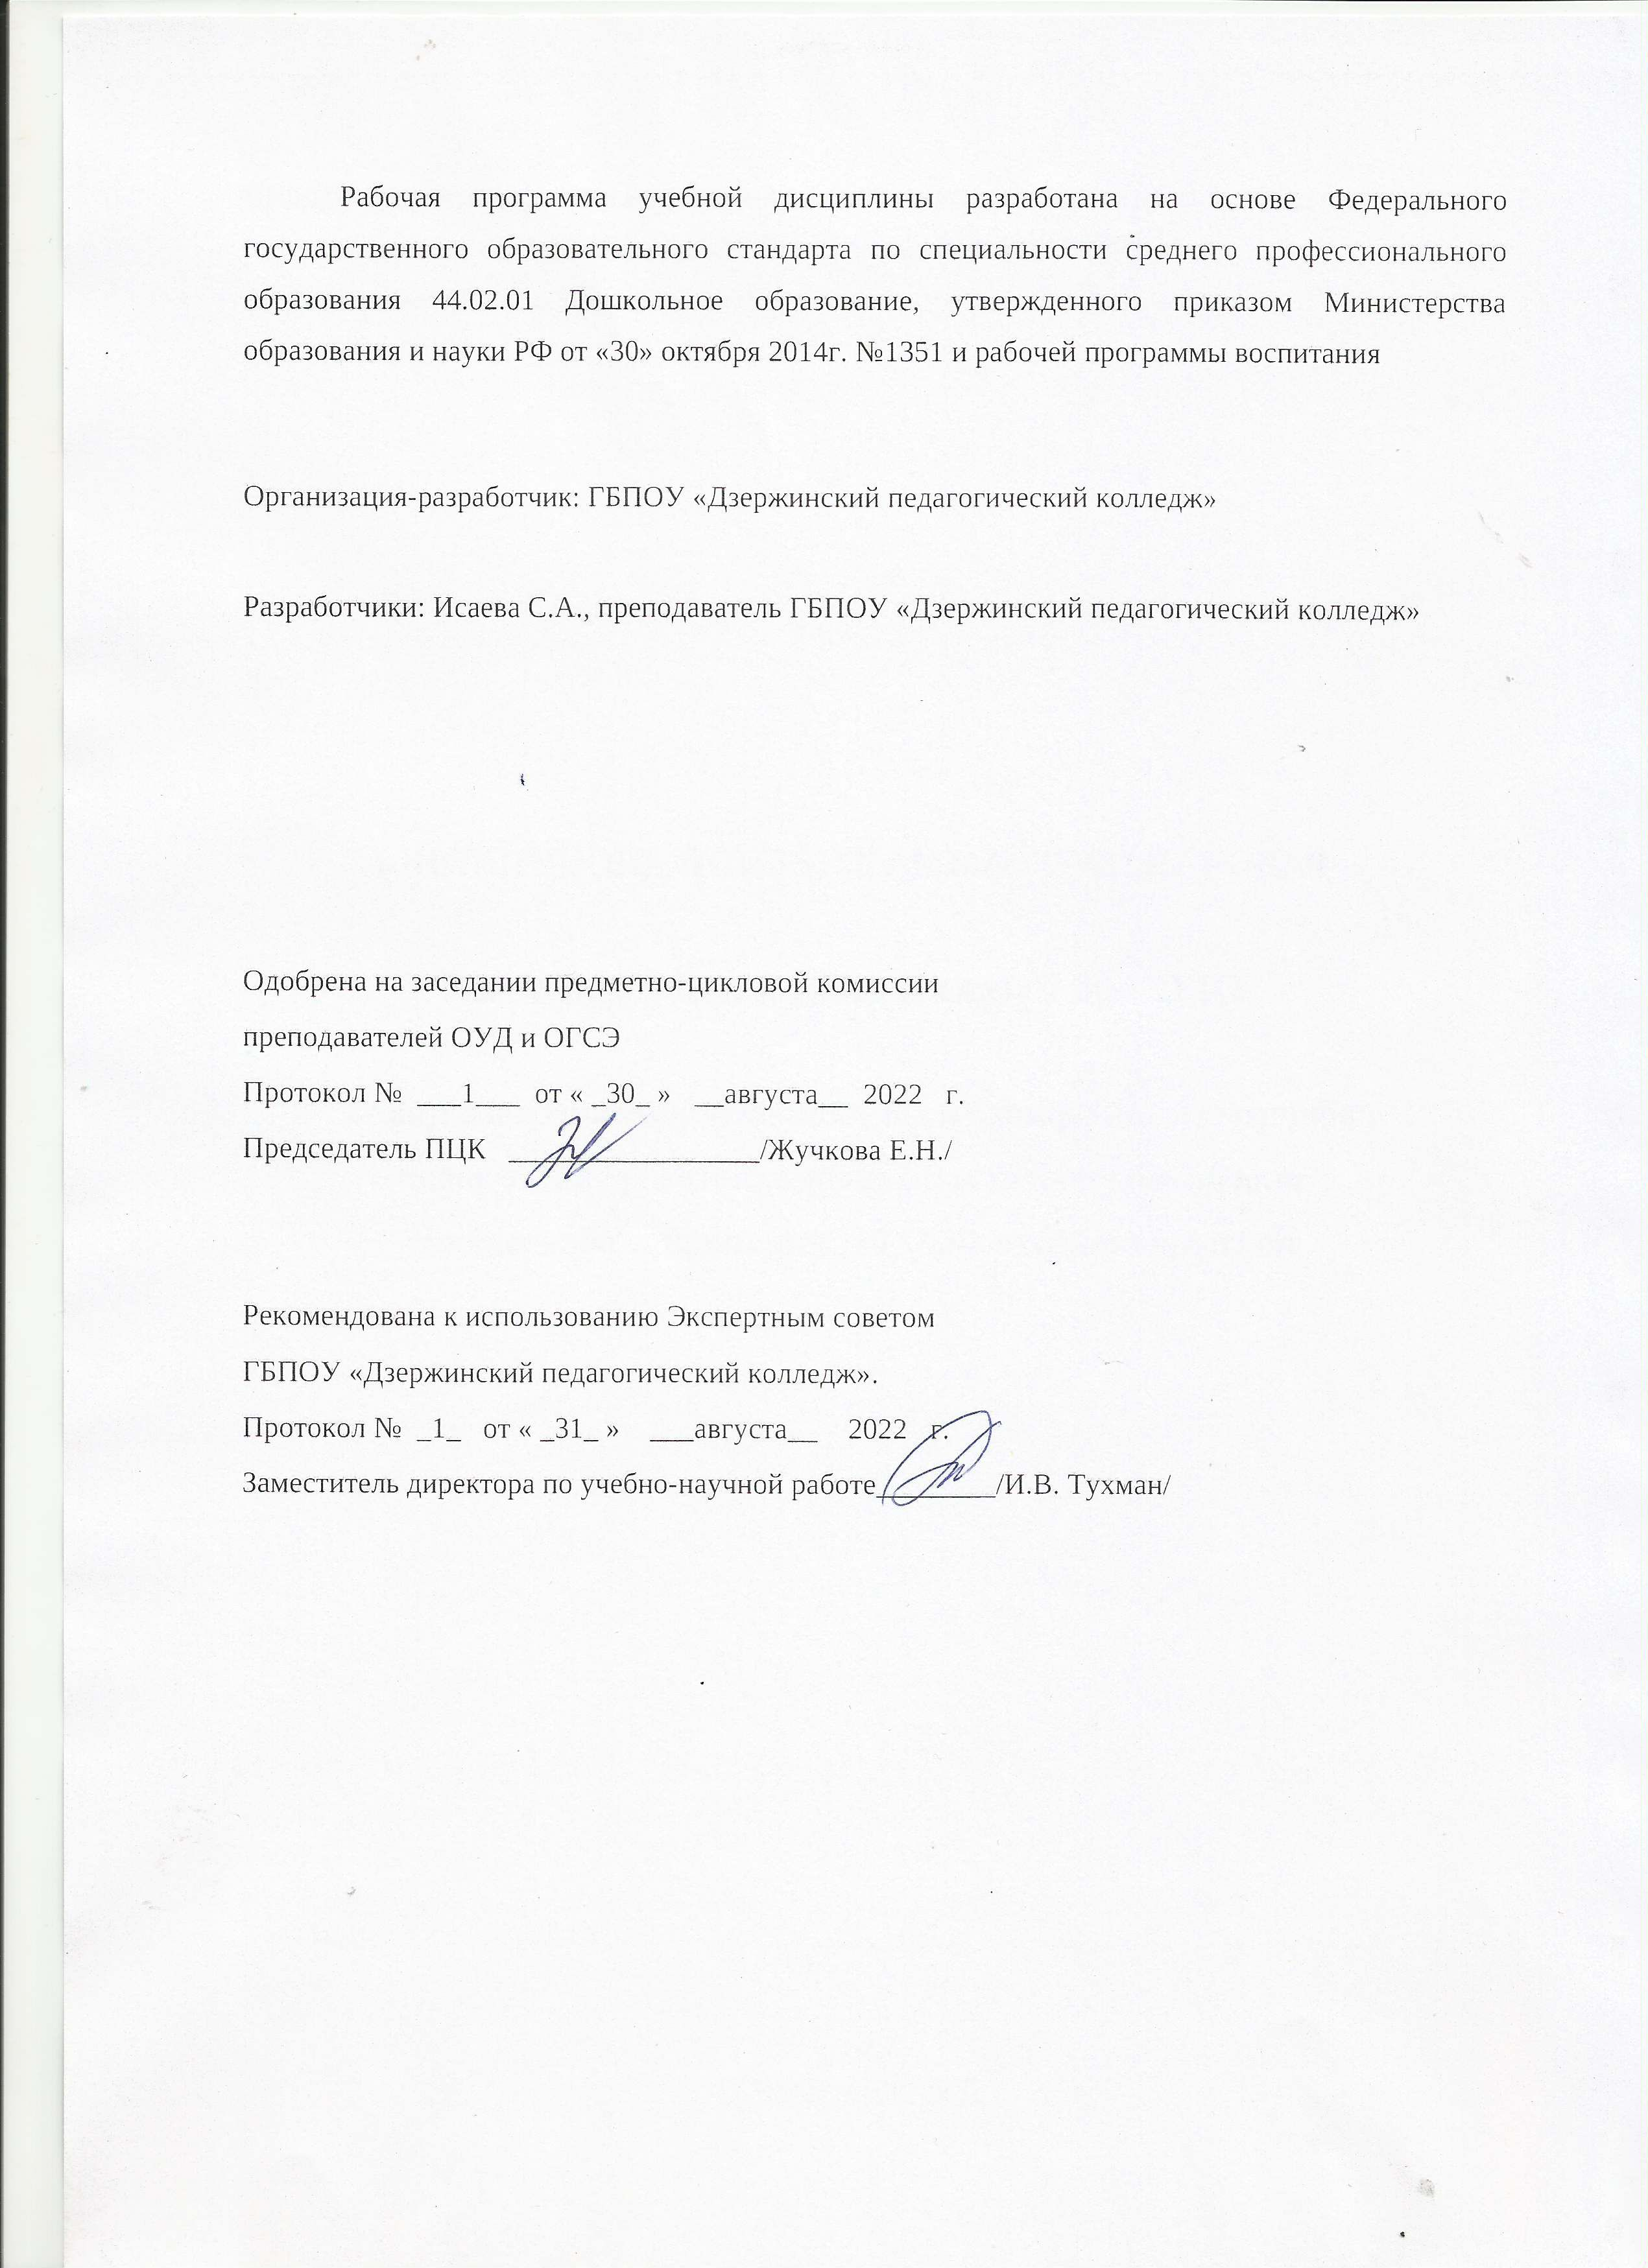 Рабочая программа учебной дисциплины разработана на основе Федерального
государственного образовательного стандарта по специальности среднего профессионального
образования 44.02.01 Дошкольное образование, утвержденного приказом Министерства
образования и науки РФ от «30» октября 2014г. №1351 и рабочей программы воспитания
Организация-разработчик: ГБПОУ «Дзержинский педагогический колледж»
Разработчики: Исаева С.А., преподаватель ГБПОУ «Дзержинский педагогический колледж»
Одобрена на заседании предметно-цикловой комиссии
преподавателей ОУД и ОГСЭ
Протокол № ___1___ от « _30_ » __августа__ 2022 г.
Председатель ПЦК _________________/Жучкова Е.Н./
Рекомендована к использованию Экспертным советом
ГБПОУ «Дзержинский педагогический колледж».
Протокол № _1_ от « _31_ » ___августа__ 2022 г.
Заместитель директора по учебно-научной работе________/И.В. Тухман/